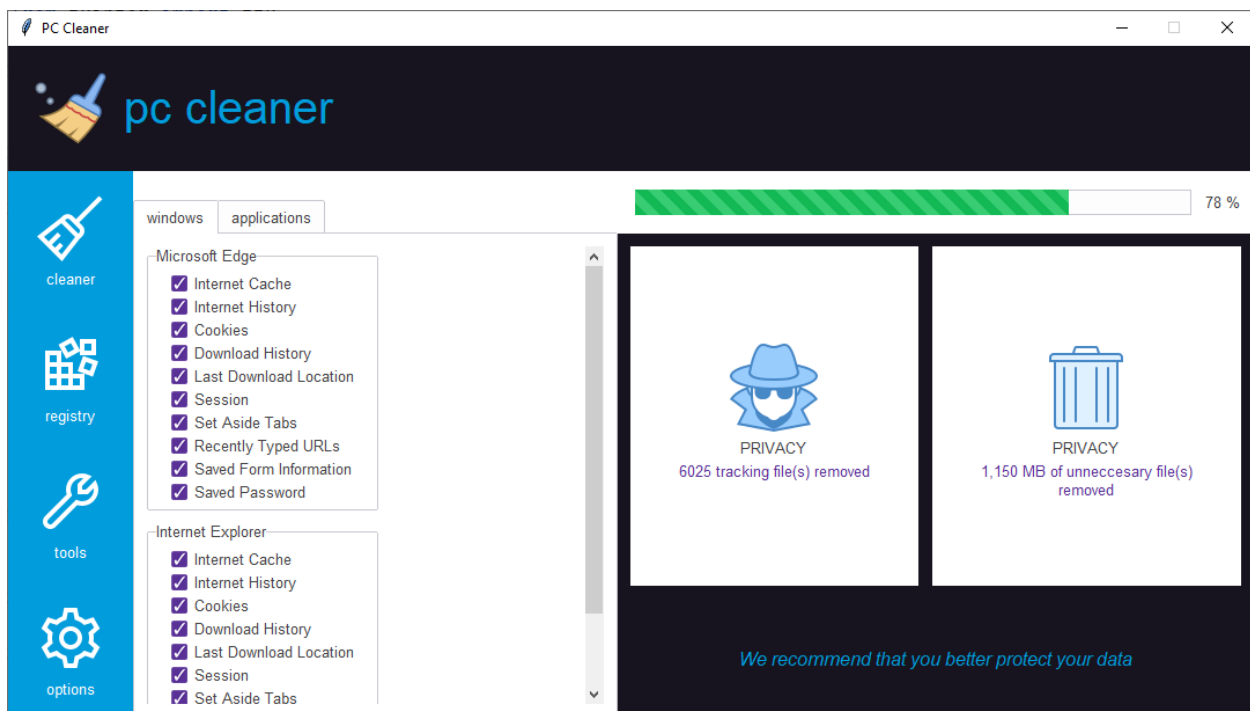 PC Cleaner
pc cleaner
cleaner
registry
tools
options
windows
applications
Microsoft Edge
Internet Cache
Internet History
Cookies
Download History
Last Download Location
Session
Set Aside Tabs
Recently Typed URLs
Saved Form Information
Saved Password
Internet Explorer
Internet Cache
Internet History
Cookies
Download History
Last Download Location
Session
Set Aside Tabs
78 %
PRIVACY
6025 tracking file(s) removed
PRIVACY
1,150 MB of unneccesary file(s)
removed
We recommend that you better protect your data